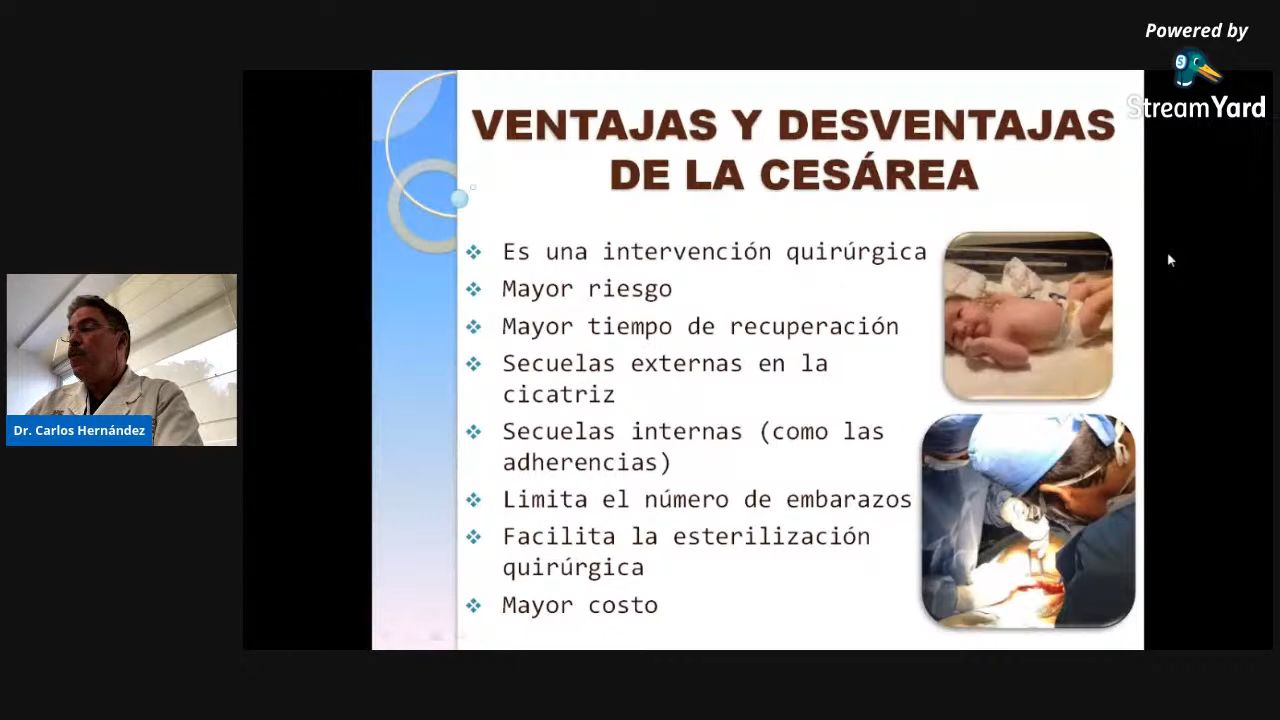 Powered by
StreamYard
VENTAJAS Y DESVENTAJAS
DE LA CESÁREA
Es una intervención quirúrgica
Mayor riesgo
Mayor tiempo de recuperación
Secuelas externas en la
cicatriz
Secuelas internas (como las
adherencias)
Limita el número de embarazos
Facilita la esterilización
quirúrgica
Mayor costo
Dr. Carlos Hernández